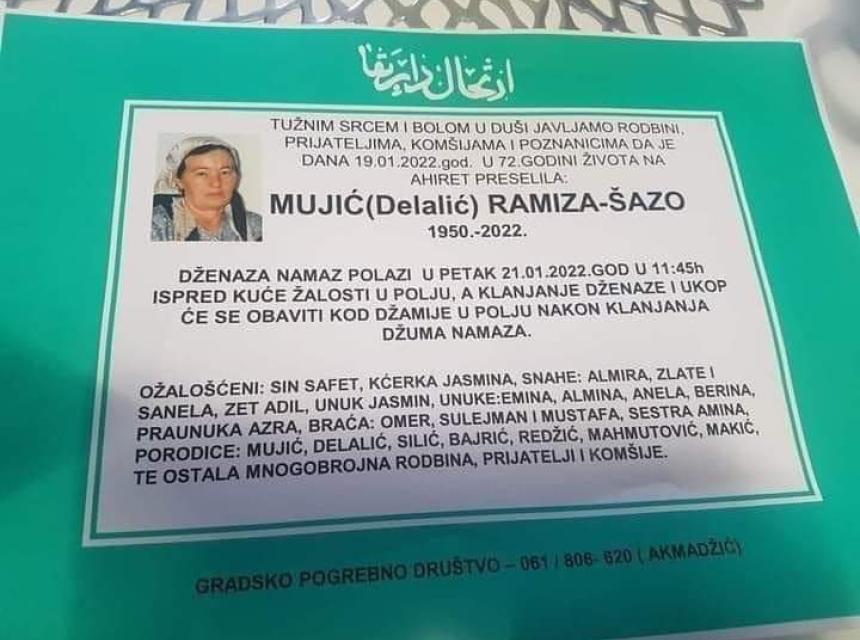 ارتحال دار بقا
TUŽNIM SRCEM I BOLOM U DUŠI JAVLJAMO RODBINI,
PRIJATELJIMA, KOMŠIJAMA I POZNANICIMA DA JE
DANA 19.01.2022.god. U 72.GODINI ŽIVOTA NA
AHIRET PRESELILA:
MUJIĆ(Delalić) RAMIZA-ŠAZO
1950.-2022.
DŽENAZA NAMAZ POLAZI U PETAK 21.01.2022.GOD U 11:45h
ISPRED KUĆE ŽALOSTI U POLJU, A KLANJANJE DŽENAZE I UKOP
ĆE SE OBAVITI KOD DŽAMIJE U POLJU NAKON KLANJANJA
DŽUMA NAMAZA.
OŽALOŠĆENI: SIN SAFET, KĆERKA JASMINA, SNAHE: ALMIRA, ZLATE I
SANELA, ZET ADIL, UNUK JASMIN, UNUKE:EMINA, ALMINA, ANELA, BERINA,
PRAUNUKA AZRA, BRAĆA: OMER, SULEJMAN I MUSTAFA, SESTRA AMINA,
PORODICE: MUJIĆ, DELALIĆ, SILIĆ, BAJRIĆ, REDŽIĆ, MAHMUTOVIĆ, MAKIĆ,
TE OSTALA MNOGOBROJNA RODBINA, PRIJATELJI I KOMŠIJE.
GRADSKO POGREBNO DRUŠTVO – 061 / 806- 620 ( AKMADŽIĆ)